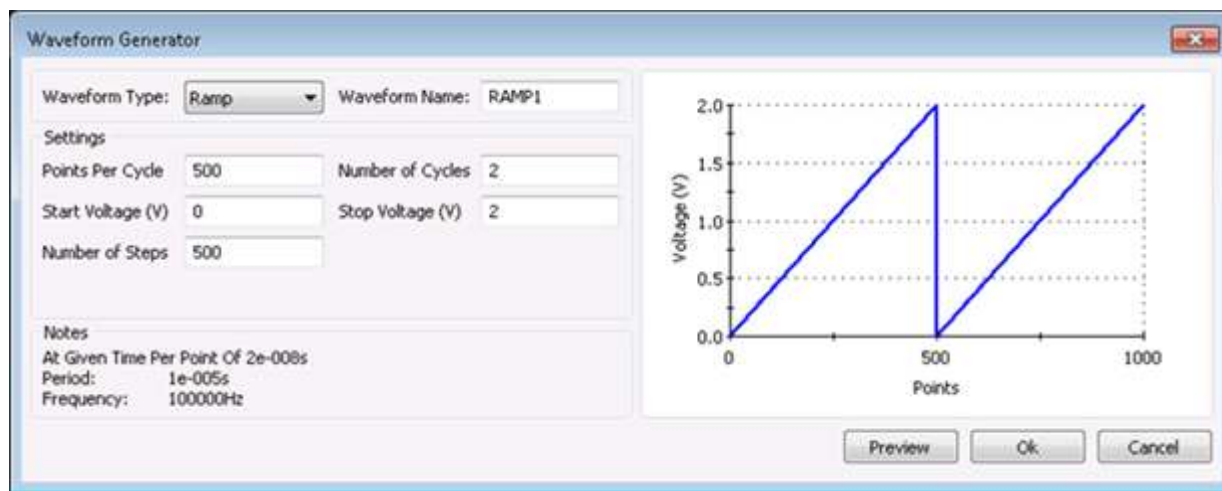 Waveform Generator
Waveform Type: Ramp Waveform Name: RAMP1
Settings
Points Per Cycle 500 Number of Cycles 2
Start Voltage (V) 0 Stop Voltage (V) 2
Number of Steps 500
Notes
At Given Time Per Point Of 2e-008s
Period: 1e-005s
Frequency: 100000Hz
Voltage (V)
2.0
1.5
1.0
0.5
0.0
0 500 1000
Points
Preview Ok Cancel